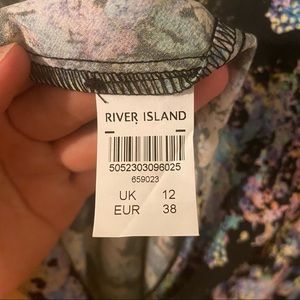 RIVER ISLAND
5052303096025
659023
UK 12
EUR 38